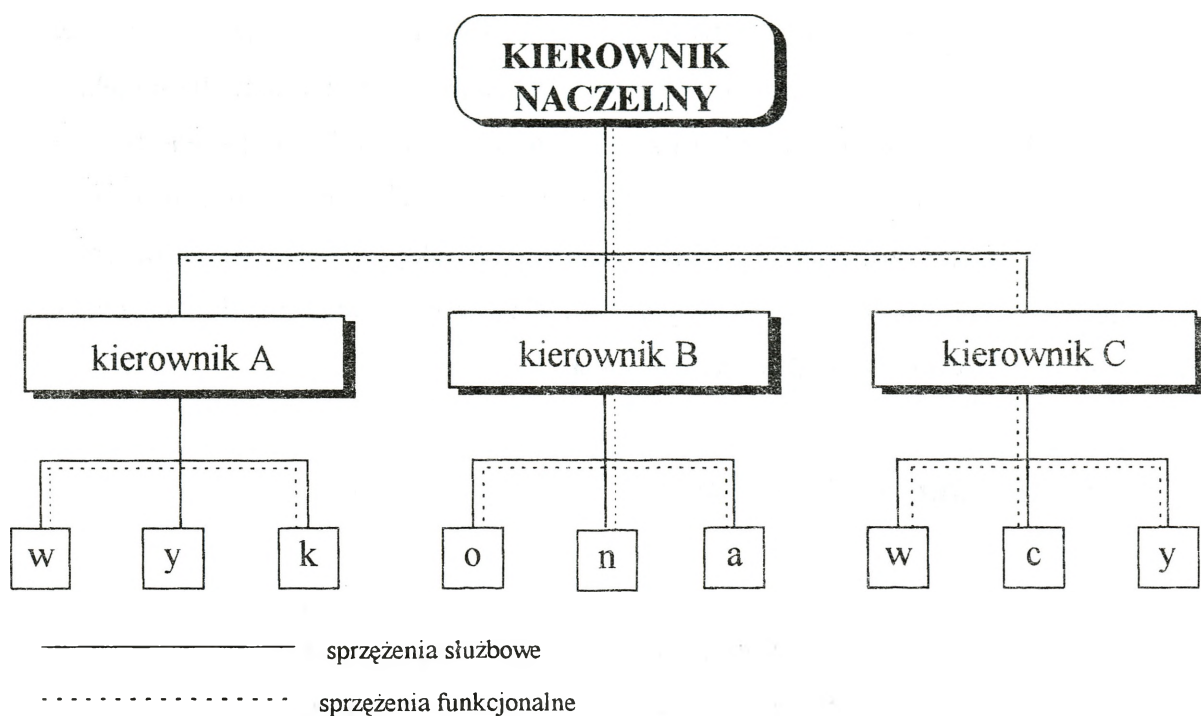 KIEROWNIK
NACZELNY
kierownik A
kierownik B
kierownik C
w
y
k
o
n
a
w
c
y
sprzężenia służbowe
sprzężenia funkcjonalne